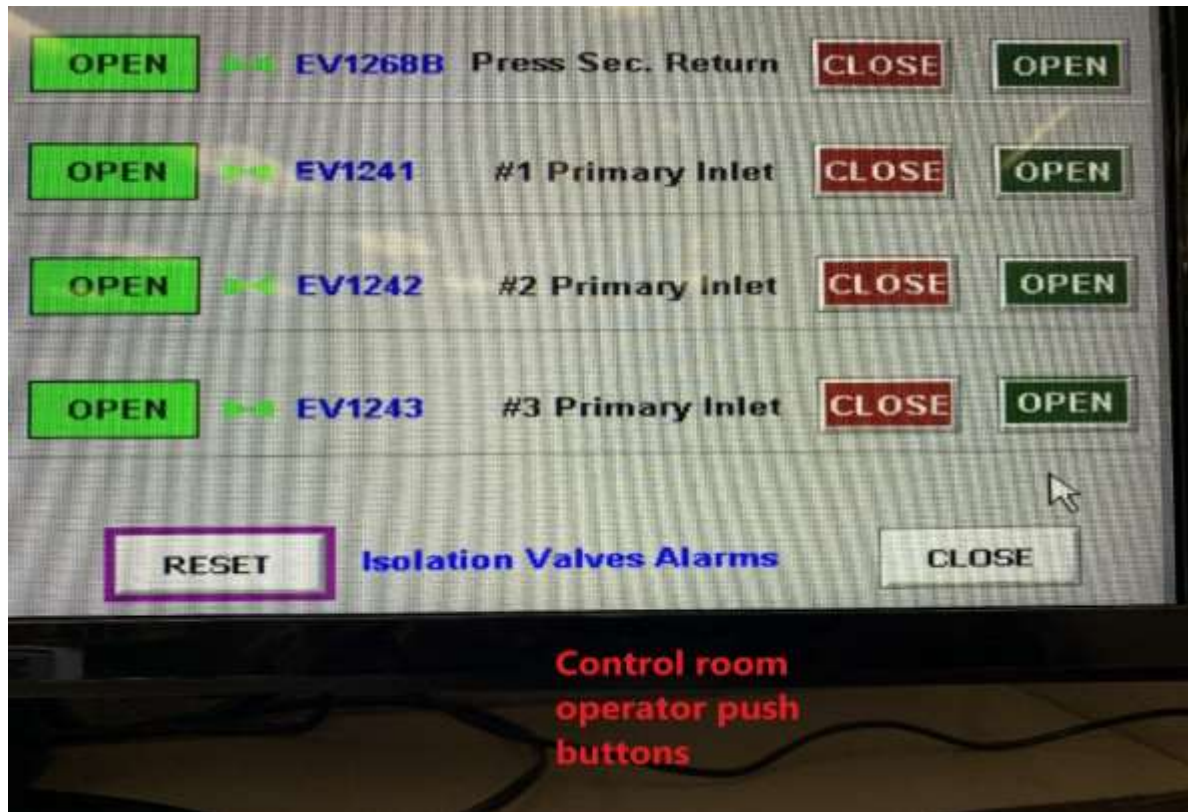 OPEN EV1268B Press Sec. Return CLOSE OPEN
OPEN EV1241 #1 Primary Inlet CLOSE OPEN
OPEN EV1242 #2 Primary Inlet CLOSE OPEN
OPEN EV1243 #3 Primary Inlet CLOSE OPEN
RESET Isolation Valves Alarms CLOSE
Control room
operator push
buttons